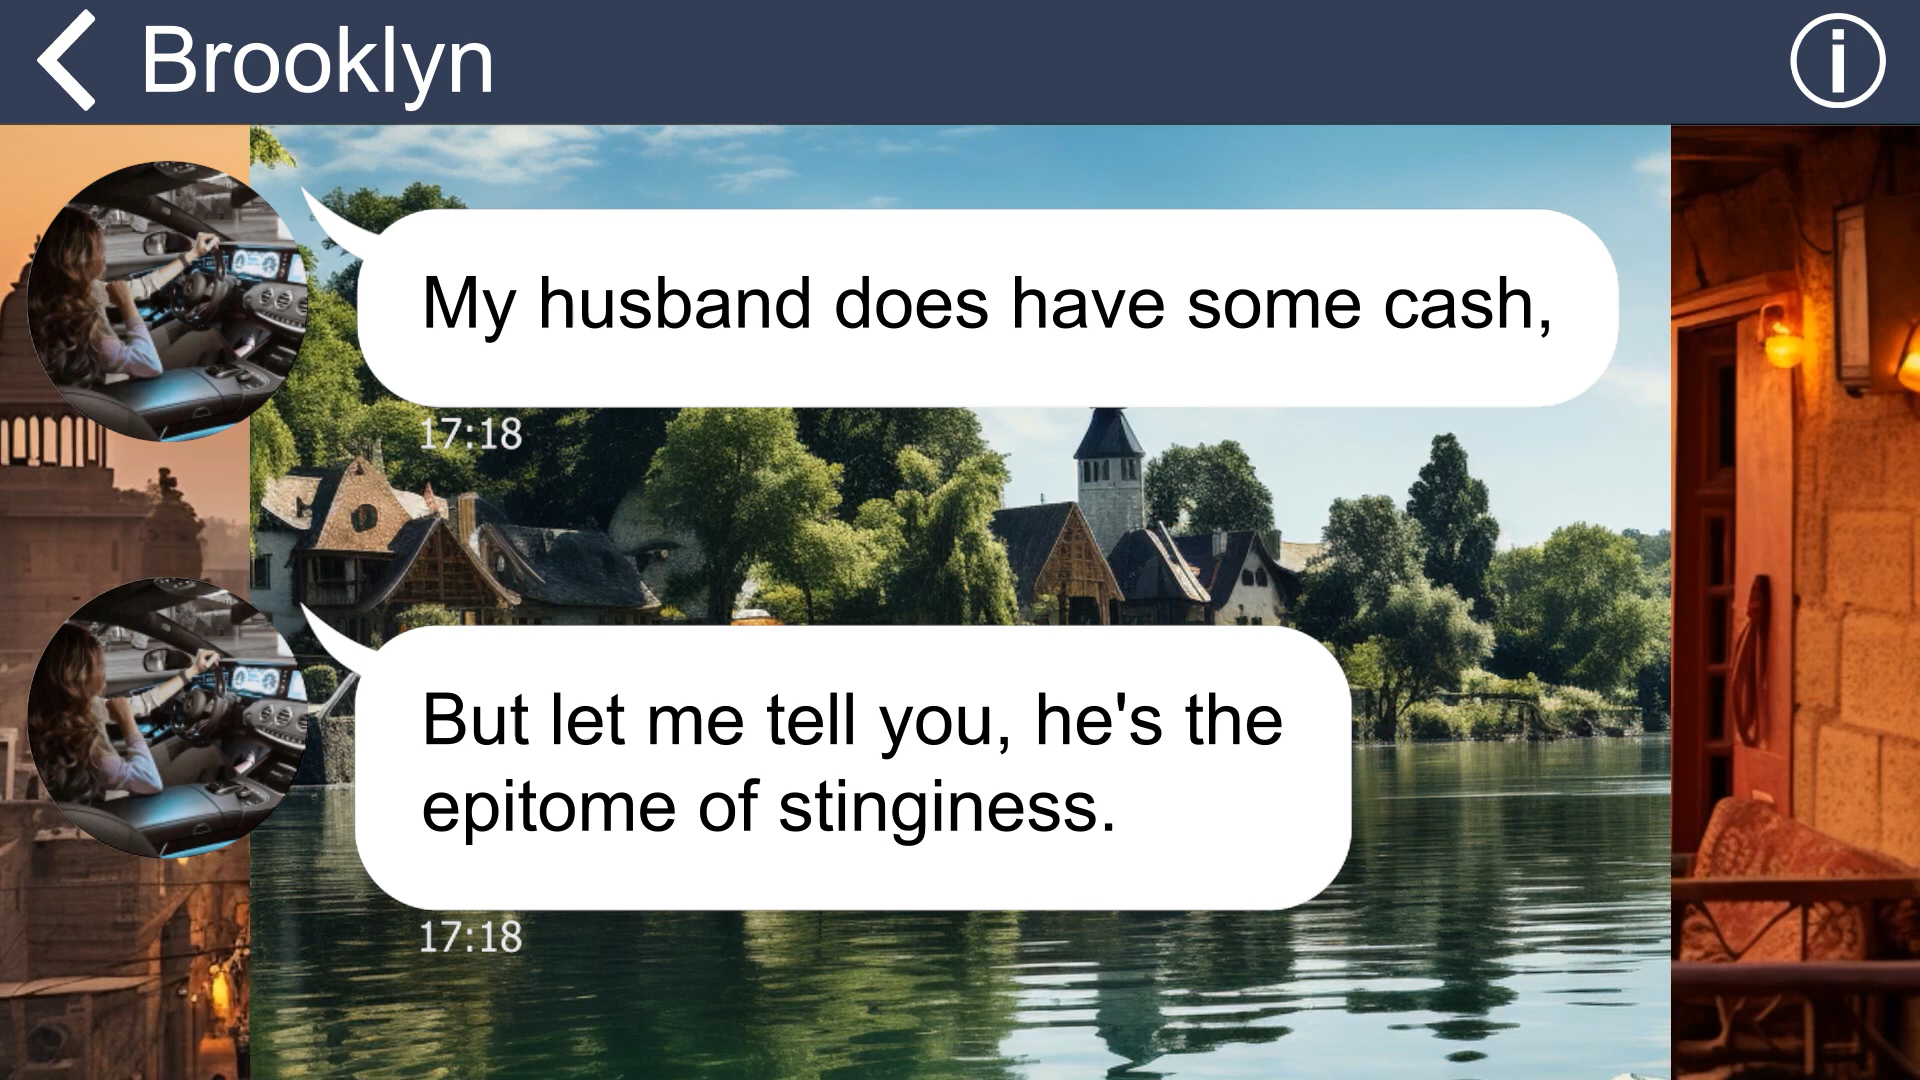 Brooklyn
My husband does have some cash,
17:18
But let me tell you, he's the
epitome of stinginess.
17:18